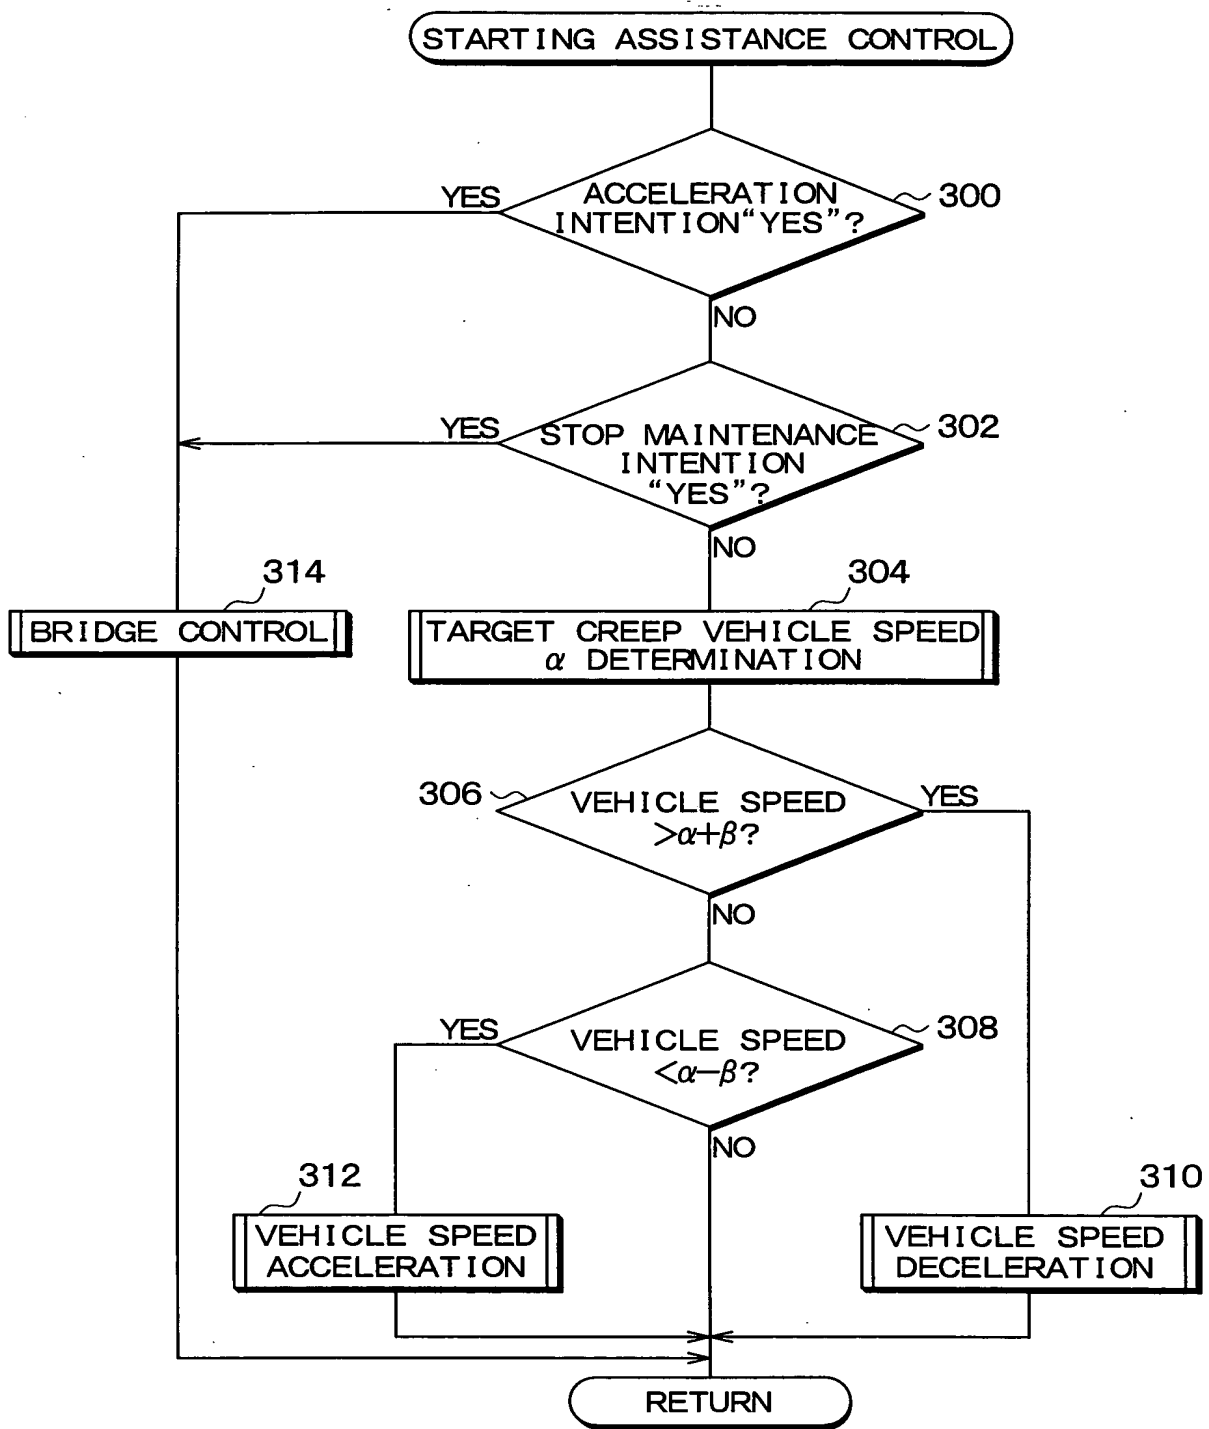 STARTING ASSISTANCE CONTROL
YES
ACCELERATION
INTENTION“YES”?
300
NO
YES
STOP MAINTENANCE
INTENTION
“YES”?
302
NO
314
BRIDGE CONTROL
304
TARGET CREEP VEHICLE SPEED
α DETERMINATION
306
VEHICLE SPEED
>α+β?
YES
NO
YES
VEHICLE SPEED
<α−β?
308
NO
312
VEHICLE SPEED
ACCELERATION
310
VEHICLE SPEED
DECELERATION
RETURN